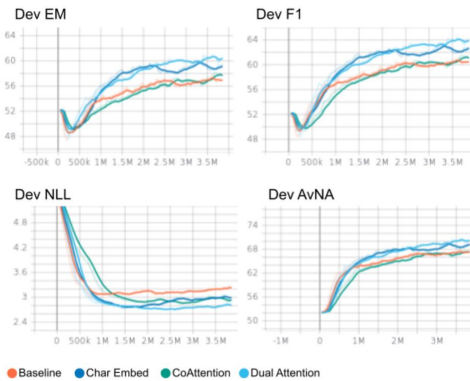 Dev EM
Dev F1
64
60
56
52
48
-500k 0 500k 1M 1.5M 2M 2.5M 3M 3.5M
64
60
56
52
48
0 500k 1M 1.5M 2M 2.5M 3M 3.5M
Dev NLL
Dev AvNA
4.8
4.2
3.6
3
2.4
0 500k 1M 1.5M 2M 2.5M 3M 3.5M
74
68
62
56
50
-1M 0 1M 2M 3M
Baseline Char Embed CoAttention Dual Attention